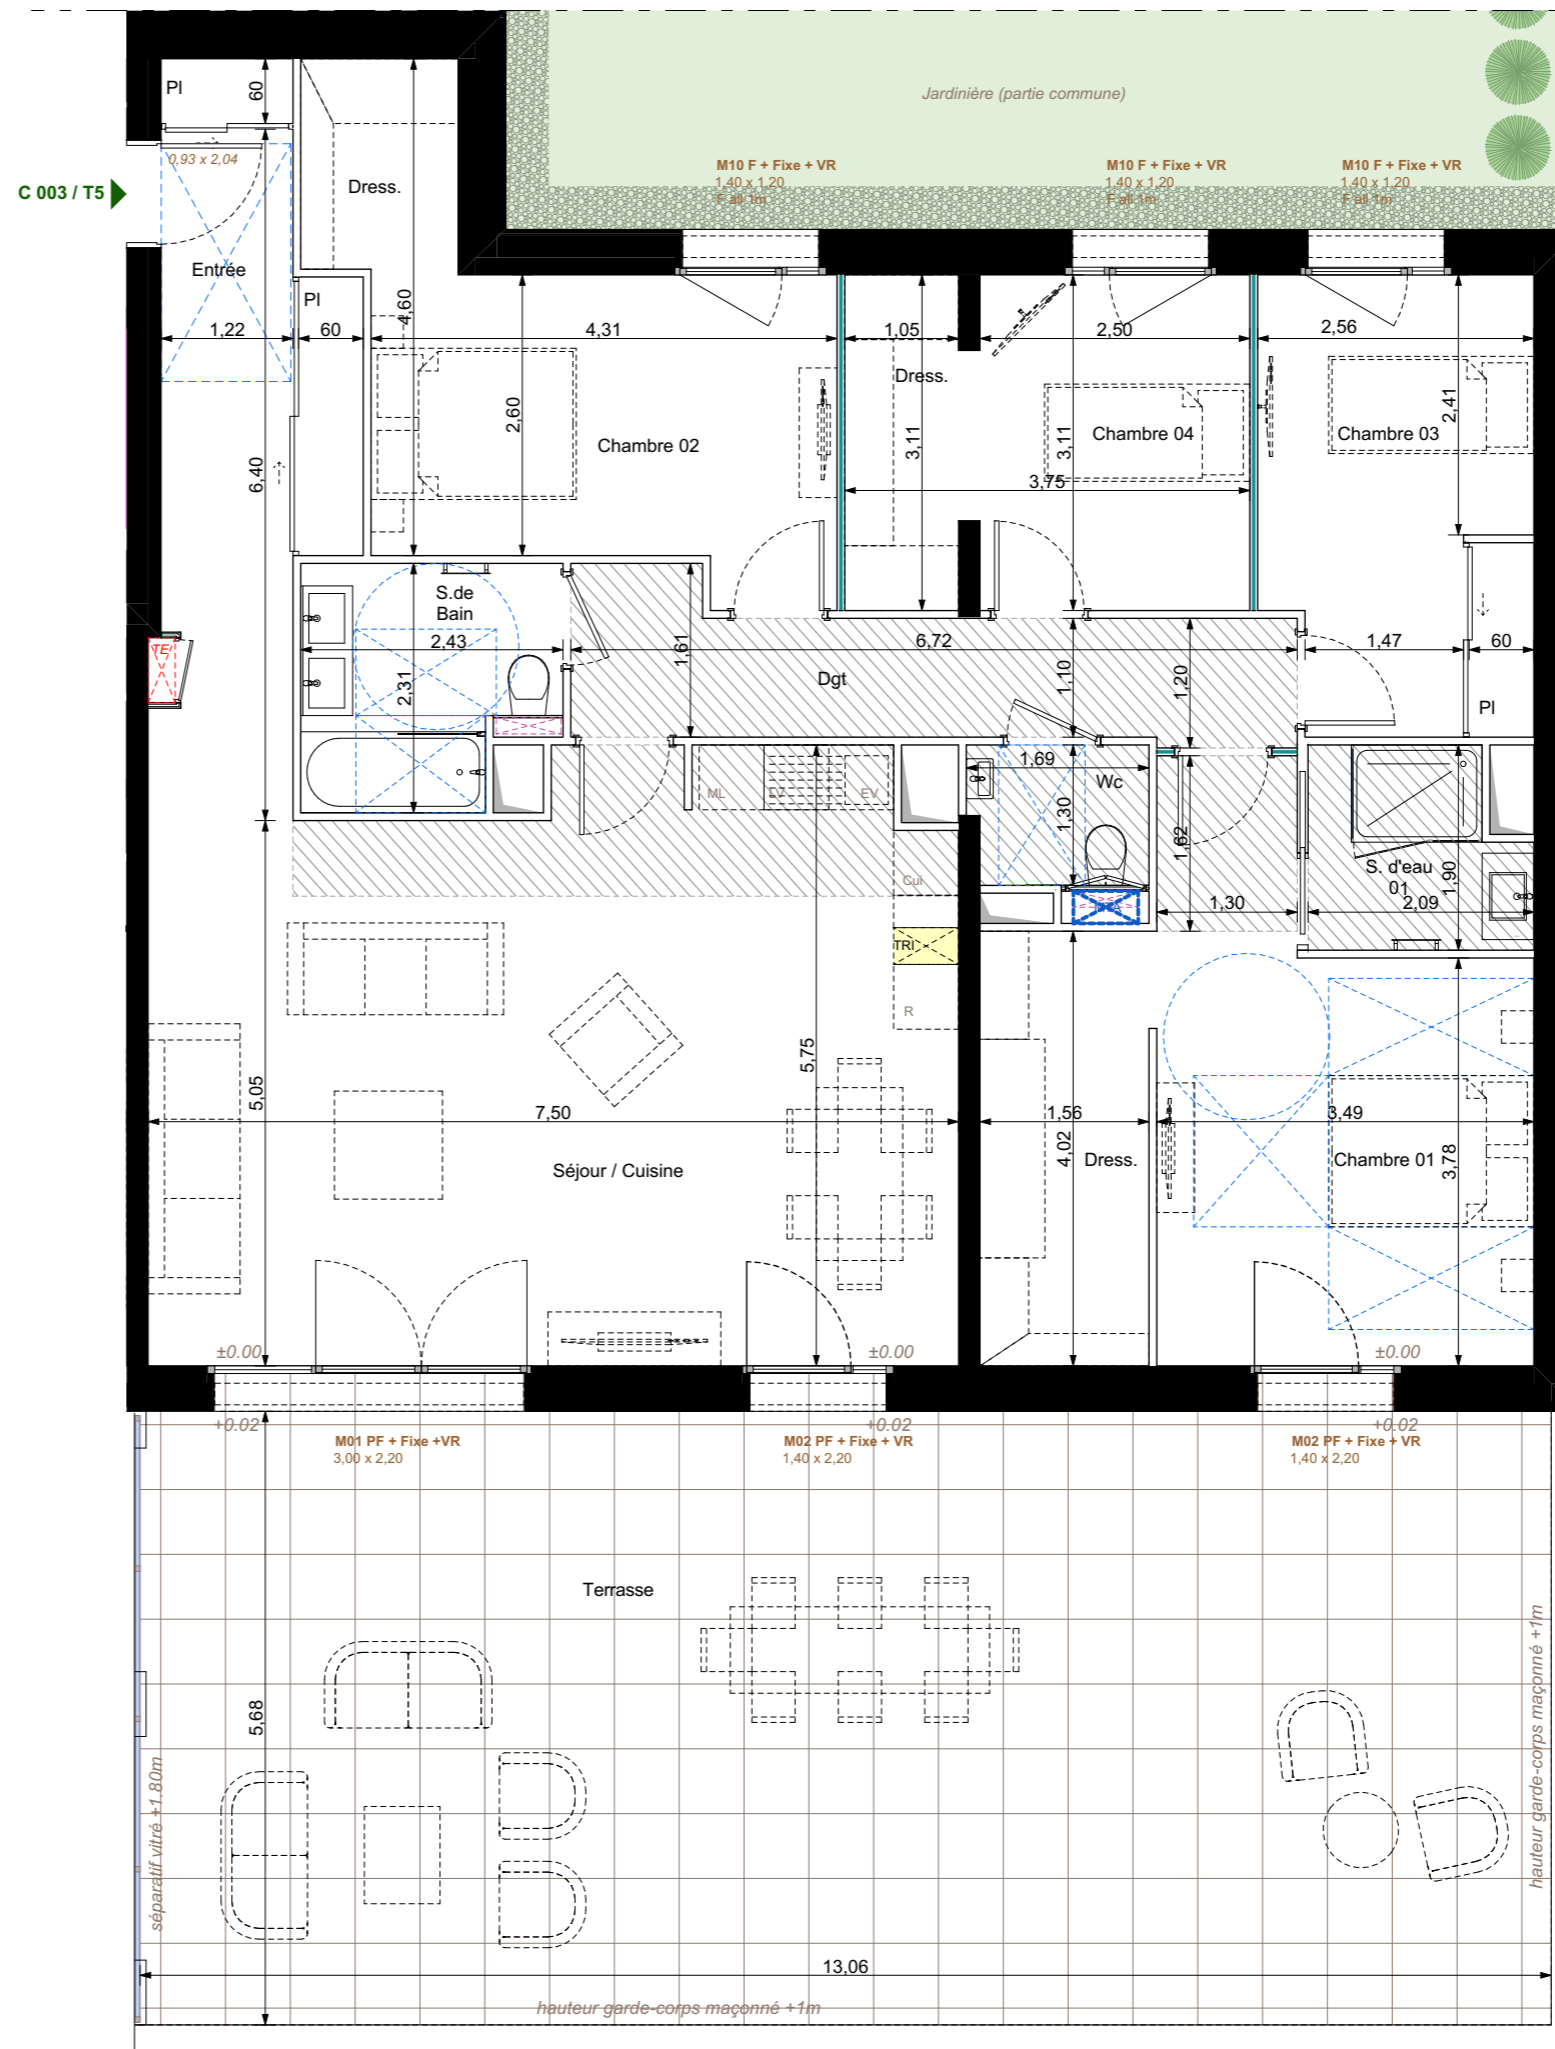 Jardinière (partie commune)
Pl
60
0,93 x 2,04
C 003 / T5
Dress.
M10 F + Fixe + VR
1,40 x 1,20
F all 1m
M10 F + Fixe + VR
1,40 x 1,20
F all 1m
M10 F + Fixe + VR
1,40 x 1,20
F all 1m
Entrée
Pl
1,22
60
4,60
4,31
1,05
2,50
2,56
Dress.
2,60
3,11
3,11
2,41
Chambre 02
Chambre 04
Chambre 03
6,40
3,75
S.de
Bain
2,43
2,31
1,61
6,72
Dgt
1,10
1,20
1,47
60
Pl
TE
ML
LV
EV
1,69
Wc
1,30
1,62
S. d'eau
01
1,90
2,09
1,30
Cui
TRI
R
5,05
5,75
7,50
1,56
4,02
Dress.
3,49
Chambre 01
3,78
Séjour / Cuisine
±0.00
±0.00
±0.00
+0.02
+0.02
+0.02
M01 PF + Fixe +VR
3,00 x 2,20
M02 PF + Fixe + VR
1,40 x 2,20
M02 PF + Fixe + VR
1,40 x 2,20
Terrasse
5,68
séparatif vitré +1.80m
hauteur garde-corps maçonné +1m
13,06
hauteur garde-corps maçonné +1m